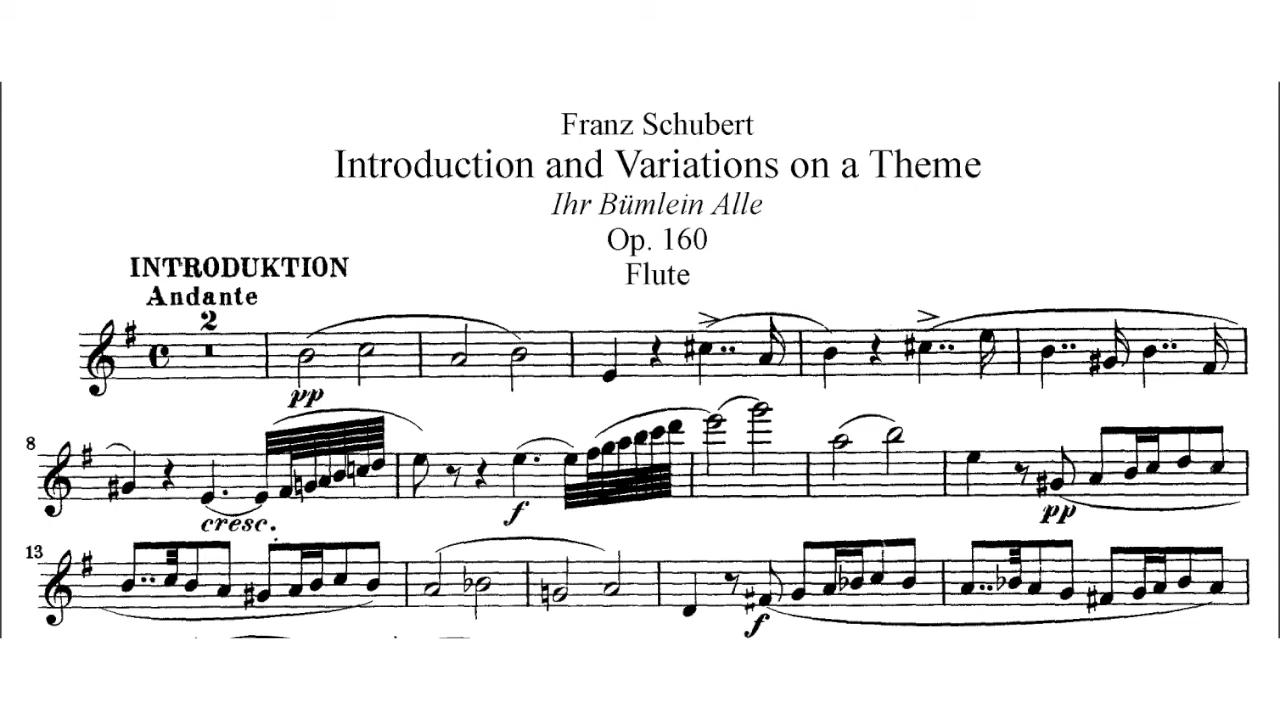 Franz Schubert
Introduction and Variations on a Theme
Ihr Bümlein Alle
Op. 160
Flute
INTRODUKTION
Andante
2
pp
8
cresc.
f
pp
13
f